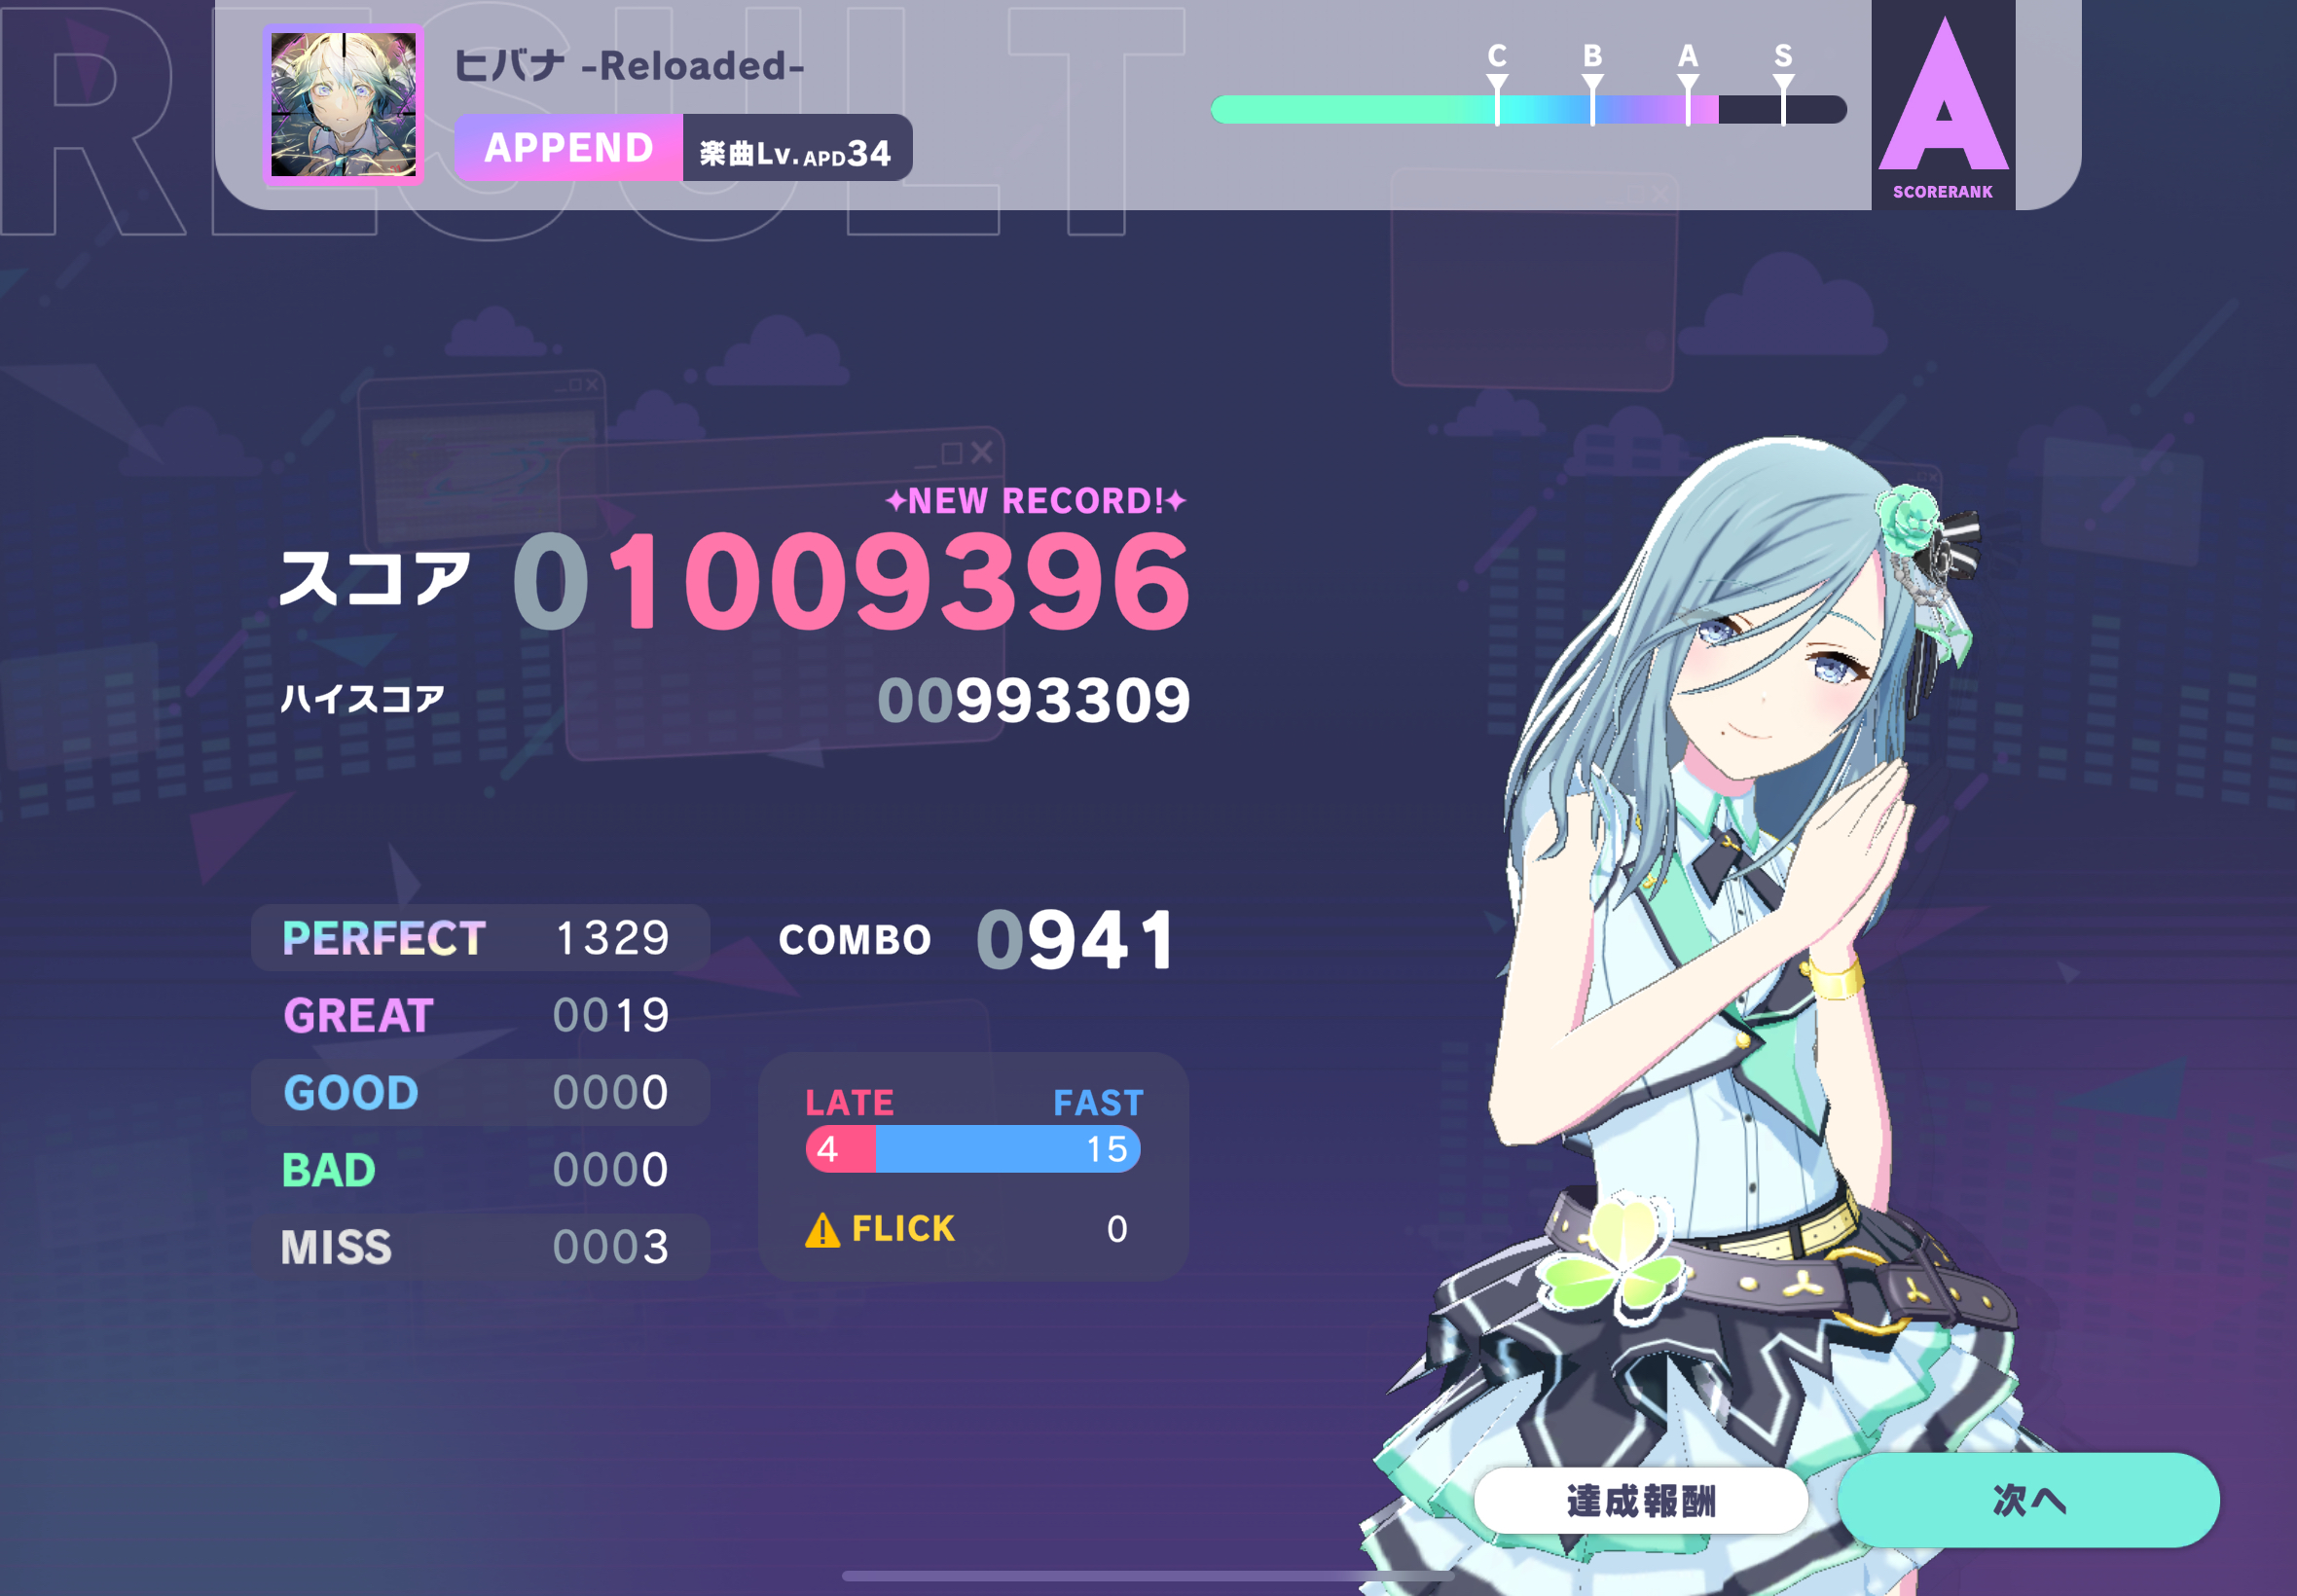 RESULT
ヒバナ -Reloaded-
APPEND 楽曲Lv.APD34
C B A S
A
SCORERANK
NEW RECORD!
スコア 01009396
ハイスコア 00993309
PERFECT 1329
GREAT 0019
GOOD 0000
BAD 0000
MISS 0003
COMBO 0941
LATE FAST
4 15
FLICK 0
達成報酬
次へ